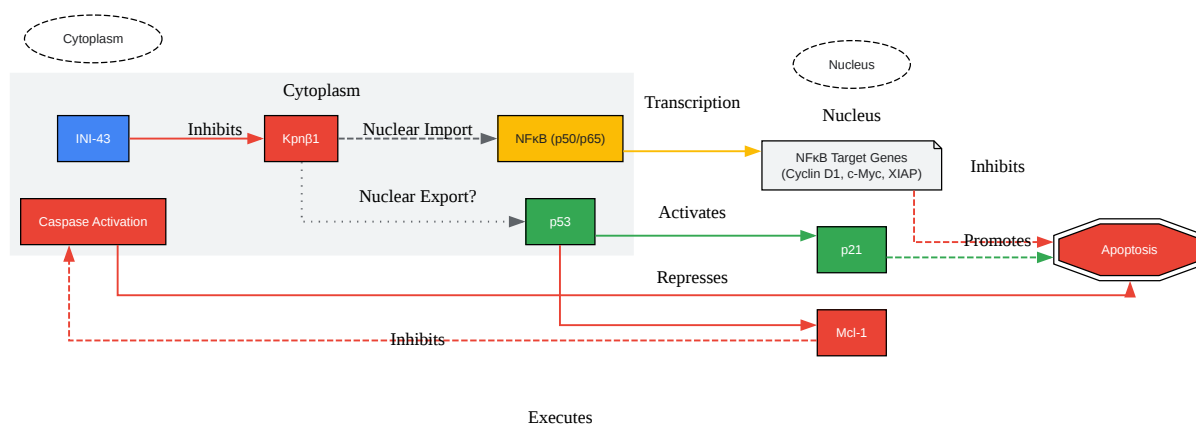 Cytoplasm
Nucleus
Cytoplasm
Transcription
Nucleus
INI-43
Inhibits
Kpnβ1
Nuclear Import
NFκB (p50/p65)
NFκB Target Genes
(Cyclin D1, c-Myc, XIAP)
Inhibits
Nuclear Export?
Caspase Activation
p53
Activates
p21
Promotes
Apoptosis
Represses
Mcl-1
Inhibits
Executes